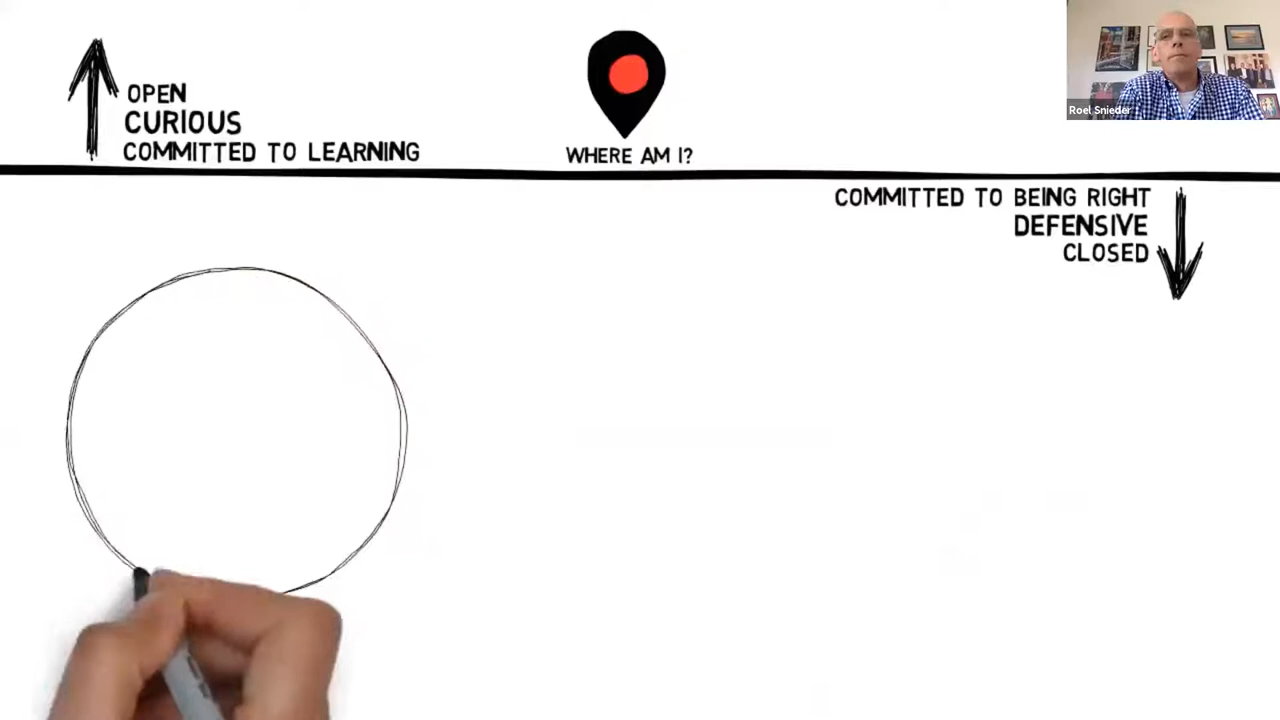 OPEN
CURIOUS
COMMITTED TO LEARNING
WHERE AM I?
COMMITTED TO BEING RIGHT
DEFENSIVE
CLOSED
Roel Snieder